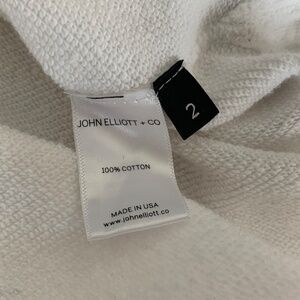 JOHN ELLIOTT + CO
2
100% COTTON
MADE IN USA
www.johnelliott.co